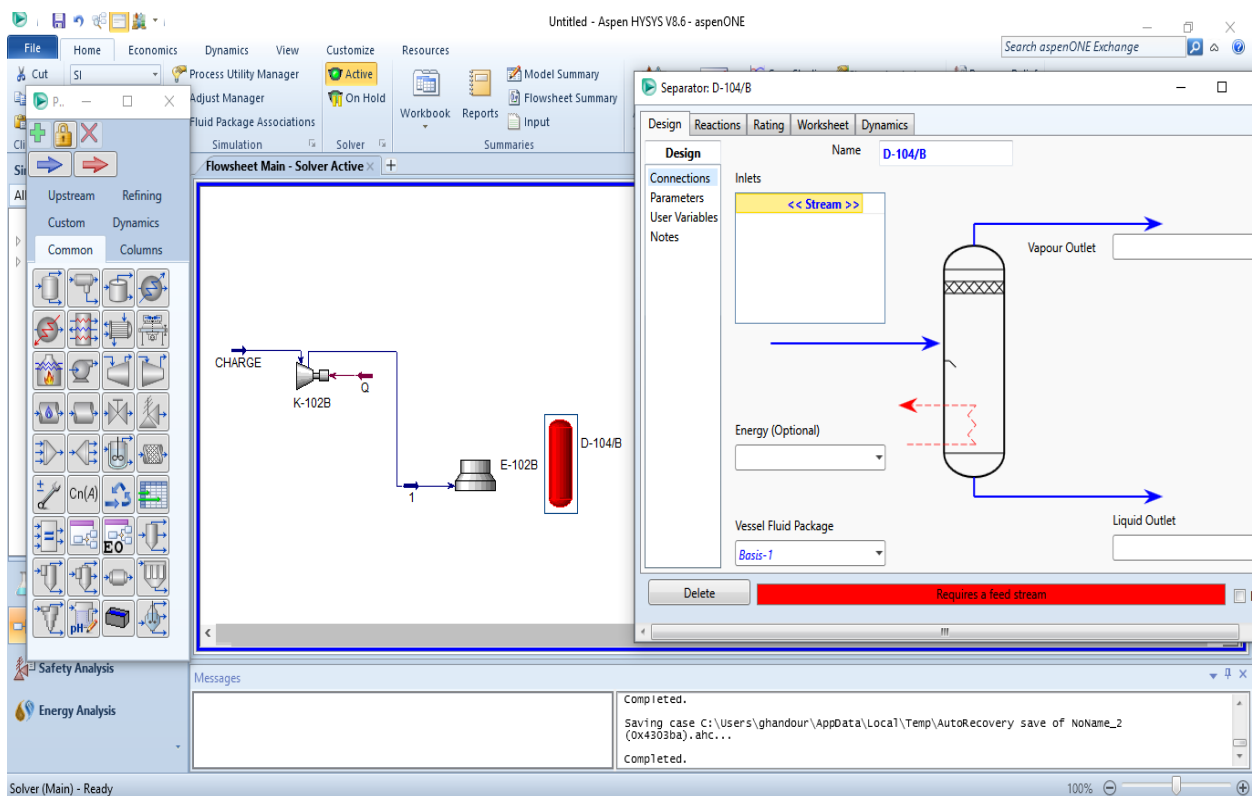 Untitled - Aspen HYSYS V8.6 - aspenONE
File Home Economics Dynamics View Customize Resources
Search aspenONE Exchange
Cut SI Process Utility Manager Active Model Summary
Adjust Manager On Hold Workbook Reports Flowsheet Summary
Fluid Package Associations Input
Simulation Solver Summaries
P..
Upstream Refining
Custom Dynamics
Common Columns
Cn(A)
EO
pH
Flowsheet Main - Solver Active
CHARGE
K-102B
Q
1
E-102B
D-104/B
Separator: D-104/B
Design Reactions Rating Worksheet Dynamics
Design
Connections
Parameters
User Variables
Notes
Name D-104/B
Inlets
<< Stream >>
Vapour Outlet
Energy (Optional)
Vessel Fluid Package
Basis-1
Liquid Outlet
Delete Requires a feed stream
Safety Analysis
Energy Analysis
Messages
Completed.
Saving case C:\Users\ghandour\AppData\Local\Temp\AutoRecovery save of NoName_2
(0x4303ba).ahc...
Completed.
Solver (Main) - Ready
100%